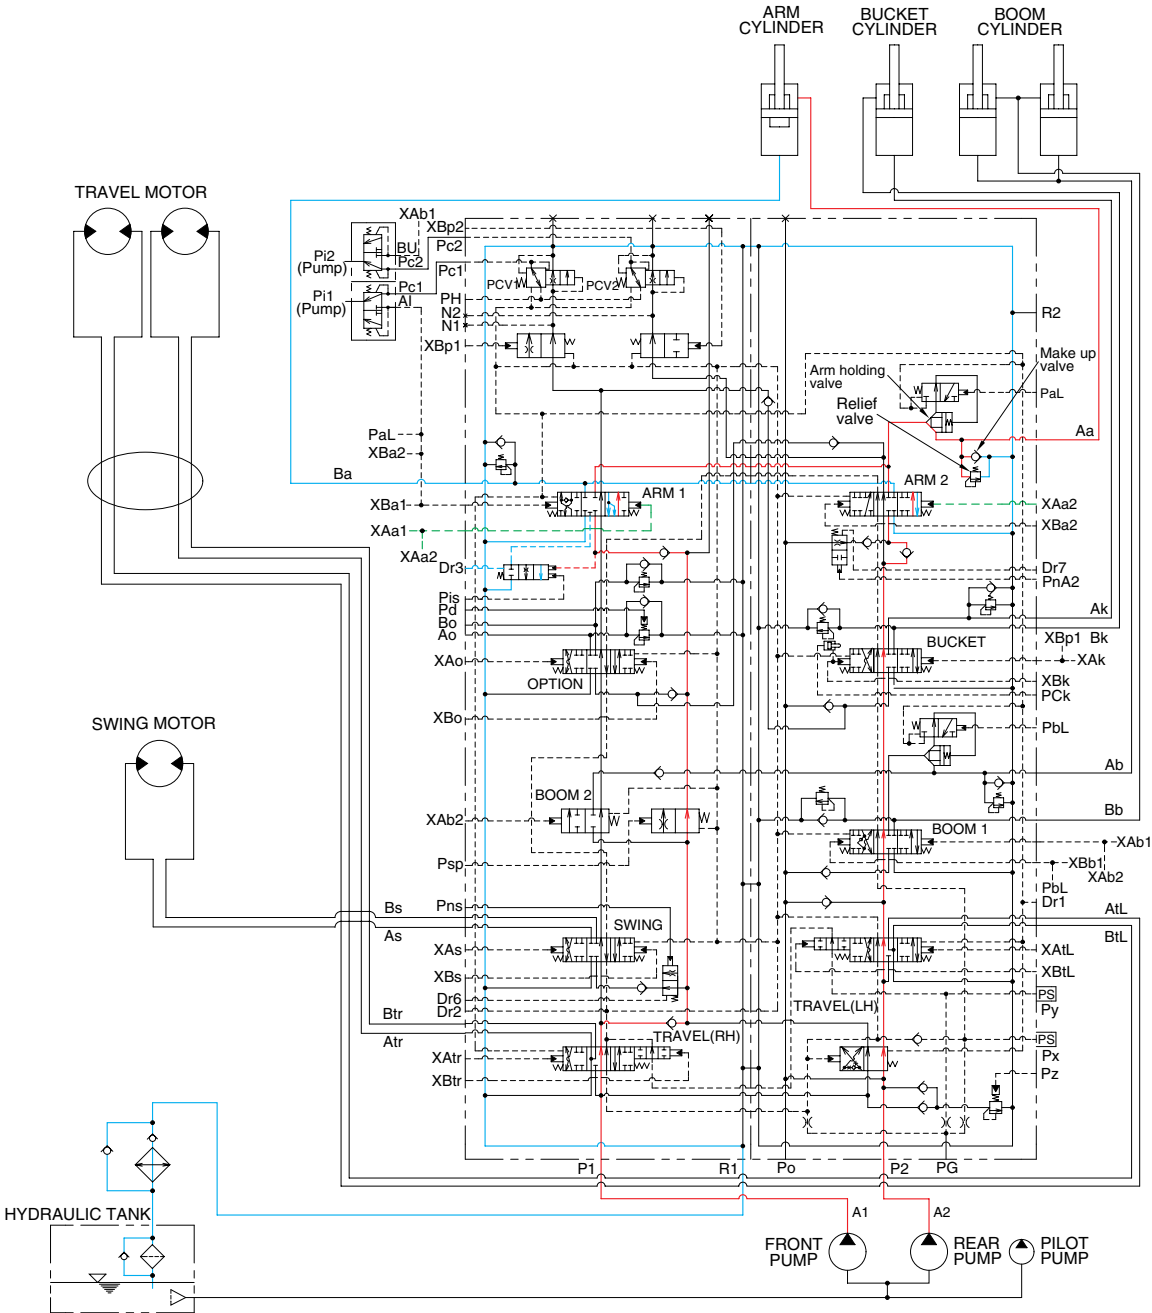 ARM
CYLINDER
BUCKET
CYLINDER
BOOM
CYLINDER
TRAVEL MOTOR
XAb1
XBp2
BU
Pc2
Pc2
Pi2
(Pump)
Pc1
Pc1
Pi1
(Pump)
AI
PCV1
PCV2
PH
N2
N1
R2
XBp1
Make up
valve
Arm holding
valve
PaL
Relief
valve
Aa
PaL
XBa2
Ba
ARM 1
ARM 2
XBa1
XAa2
XAa1
XBa2
XAa2
Dr3
Dr7
PnA2
Pis
Pd
Bo
Ao
Ak
XBp1 Bk
BUCKET
XAo
XAk
OPTION
XBk
PCk
XBo
PbL
SWING MOTOR
Ab
BOOM 2
Bb
XAb2
BOOM 1
XAb1
Psp
XBb1
XAb2
PbL
Dr1
Pns
Bs
AtL
SWING
As
BtL
XAs
XAtL
XBs
XBtL
Dr6
Dr2
PS
Py
TRAVEL(LH)
Btr
TRAVEL(RH)
Atr
PS
XAtr
Px
XBtr
Pz
P1
R1
Po
P2
PG
HYDRAULIC TANK
A1
A2
FRONT
PUMP
REAR
PUMP
PILOT
PUMP